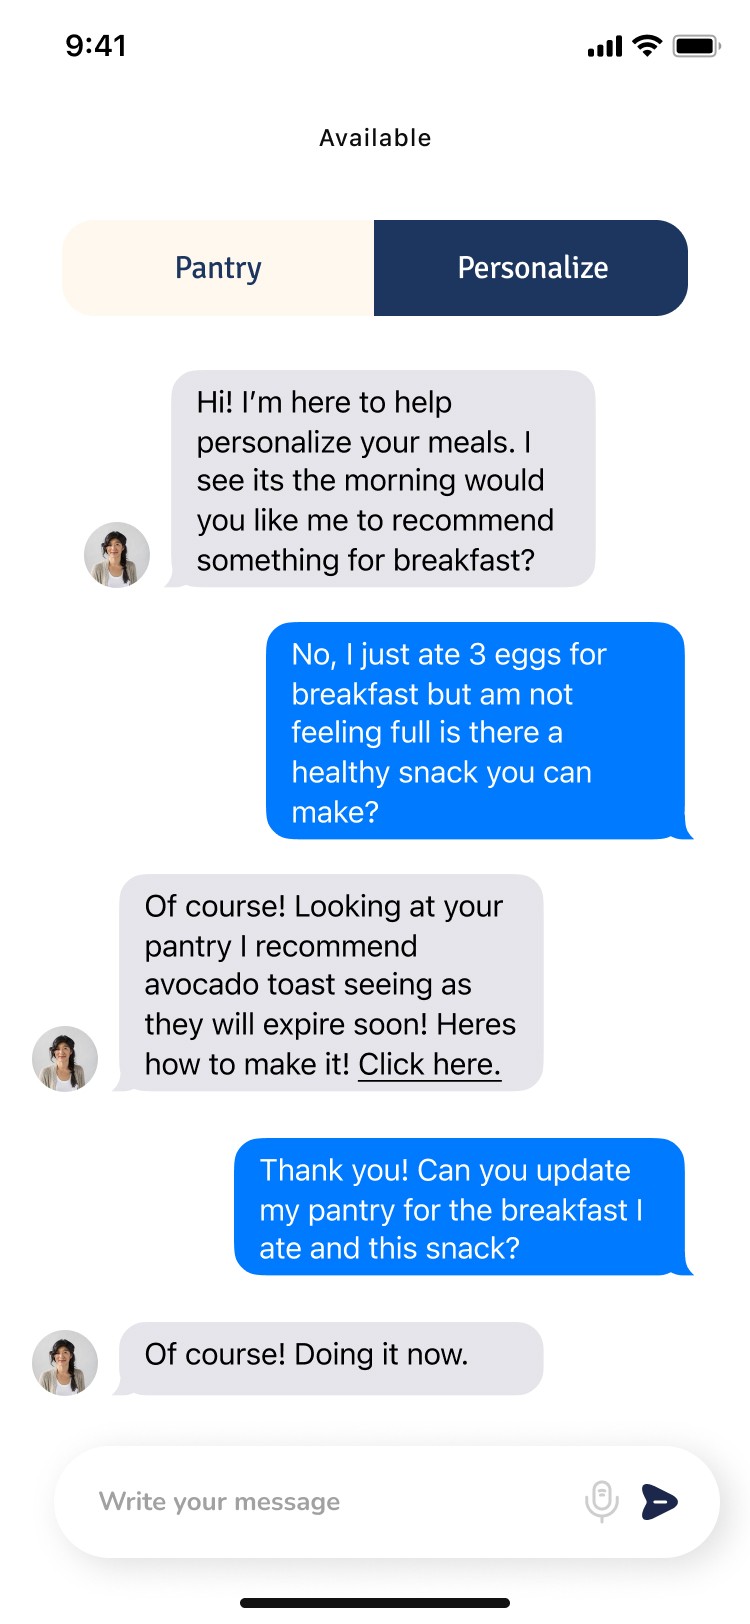 9:41
Available
Pantry
Personalize
Hi! I’m here to help
personalize your meals. I
see its the morning would
you like me to recommend
something for breakfast?
No, I just ate 3 eggs for
breakfast but am not
feeling full is there a
healthy snack you can
make?
Of course! Looking at your
pantry I recommend
avocado toast seeing as
they will expire soon! Heres
how to make it! Click here.
Thank you! Can you update
my pantry for the breakfast I
ate and this snack?
Of course! Doing it now.
Write your message